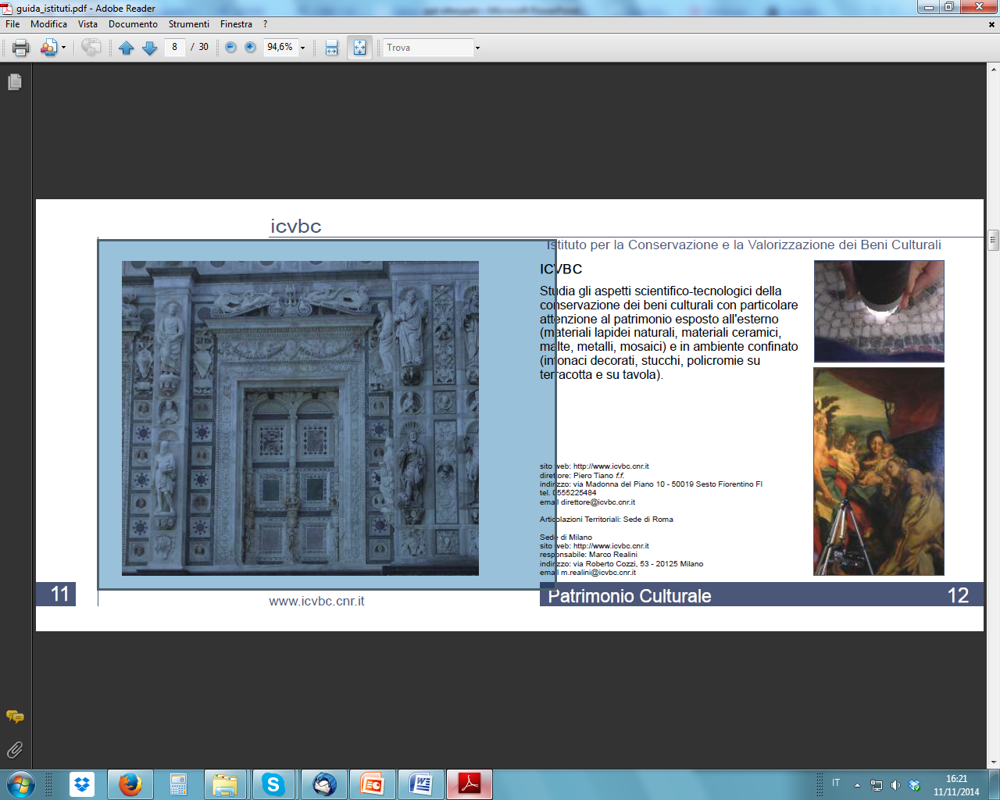 guida_istituti.pdf - Adobe Reader
File Modifica Vista Documento Strumenti Finestra ?
8 / 30 94,6% Trova
icvbc
Istituto per la Conservazione e la Valorizzazione dei Beni Culturali
ICVBC
Studia gli aspetti scientifico-tecnologici della
conservazione dei beni culturali con particolare
attenzione al patrimonio esposto all'esterno
(materiali lapidei naturali, materiali ceramici,
malte, metalli, mosaici) e in ambiente confinato
(intonaci decorati, stucchi, policromie su
terracotta e su tavola).
sito web: http://www.icvbc.cnr.it
direttore: Piero Tiano f.f.
indirizzo: via Madonna del Piano 10 - 50019 Sesto Fiorentino FI
tel. 0555225484
email direttore@icvbc.cnr.it
Articolazioni Territoriali: Sede di Roma
Sede di Milano
sito web: http://www.icvbc.cnr.it
responsabile: Marco Realini
indirizzo: via Roberto Cozzi, 53 - 20125 Milano
email m.realini@icvbc.cnr.it
11
www.icvbc.cnr.it
Patrimonio Culturale 12
IT
16:21
11/11/2014